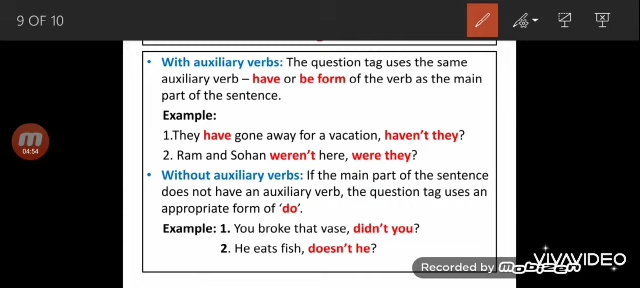 9 OF 10
• With auxiliary verbs: The question tag uses the same
auxiliary verb – have or be form of the verb as the main
part of the sentence.
Example:
1.They have gone away for a vacation, haven't they?
04:54
2. Ram and Sohan weren't here, were they?
• Without auxiliary verbs: If the main part of the sentence
does not have an auxiliary verb, the question tag uses an
appropriate form of 'do'.
Example: 1. You broke that vase, didn't you?
2. He eats fish, doesn't he?
VIVAVIDEO
Recorded by MOBIZEN